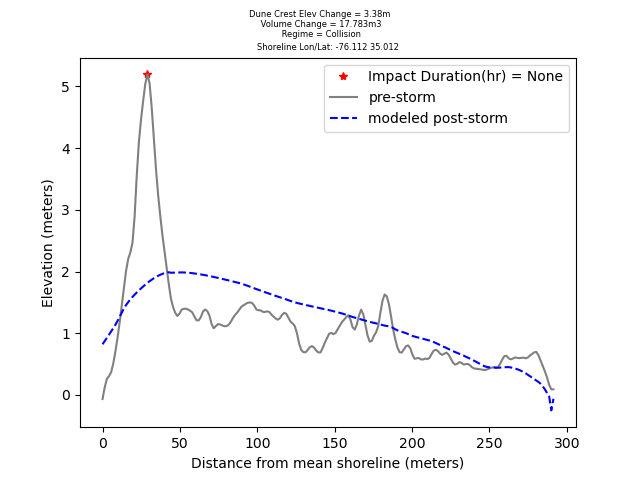 Dune Crest Elev Change = 3.38m
Volume Change = 17.783m3
Regime = Collision
Shoreline Lon/Lat: -76.112 35.012
Impact Duration(hr) = None
pre-storm
modeled post-storm
Elevation (meters)
5
4
3
2
1
0
0 50 100 150 200 250 300
Distance from mean shoreline (meters)